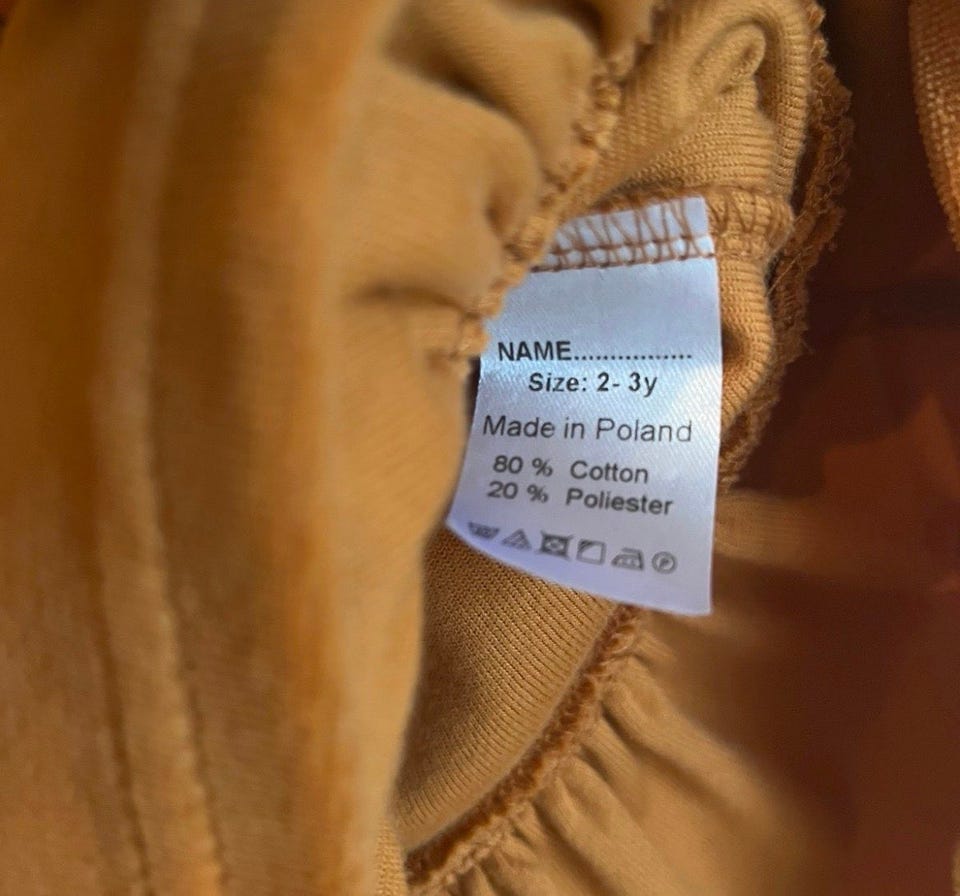 NAME................
Size: 2- 3y
Made in Poland
80 % Cotton
20 % Poliester